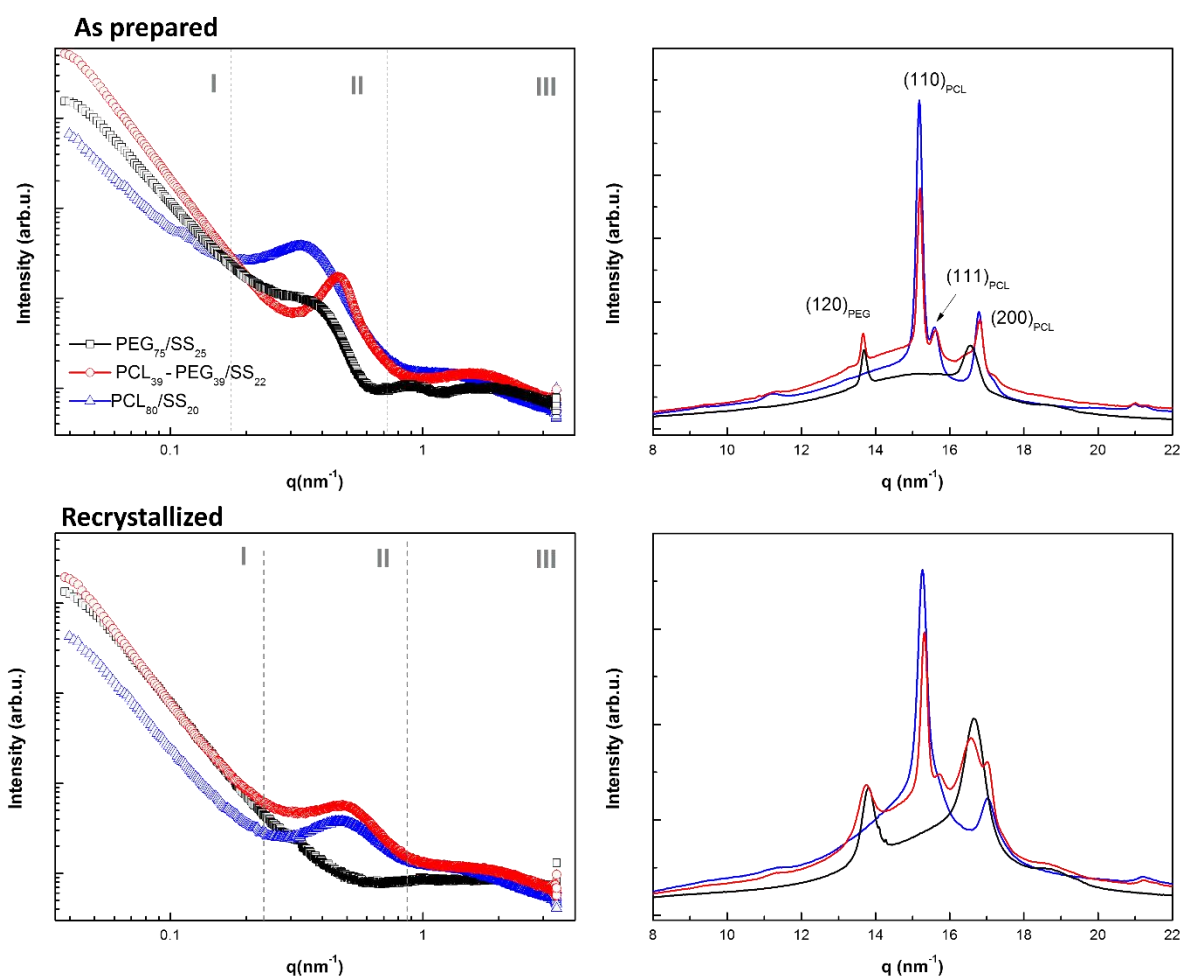 As prepared
I II III
Intensity (arb.u.)
PEG75/SS25
PCL39 - PEG39/SS22
PCL80/SS20
0.1 1
q(nm-1)
Intensity (arb.u.)
(110)PCL
(111)PCL
(120)PEG
(200)PCL
8 10 12 14 16 18 20 22
q (nm-1)
Recrystallized
I II III
Intensity (arb.u.)
0.1 1
q(nm-1)
Intensity (arb.u.)
8 10 12 14 16 18 20 22
q (nm-1)